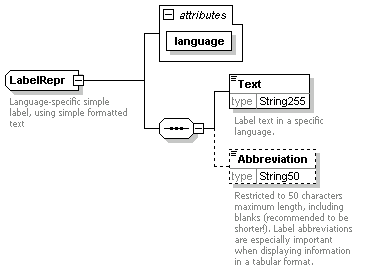 attributes
language
LabelRepr
Language-specific simple
label, using simple formatted
text
Text
type String255
Label text in a specific
language.
Abbreviation
type String50
Restricted to 50 characters
maximum length, including
blanks (recommended to be
shorter!). Label abbreviations
are especially important
when displaying information
in a tabular format.